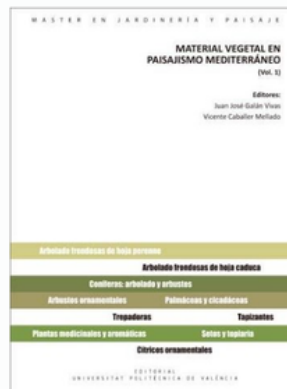 MASTER EN JARDINERÍA Y PAISAJE
MATERIAL VEGETAL EN
PAISAJISMO MEDITERRÁNEO
(Vol. 1)
Editores:
Juan José Galán Vivas
Vicente Caballer Mellado
Arbolado frondosas de hoja perenne
Arbolado frondosas de hoja caduca
Coníferas: arbolado y arbustos
Arbustos ornamentales Palmáceas y cicadáceas
Trepadoras Tapizantes
Plantas medicinales y aromáticas Setos y topiaria
Cítricos ornamentales
EDITORIAL
UNIVERSITAT POLITÈCNICA DE VALÈNCIA